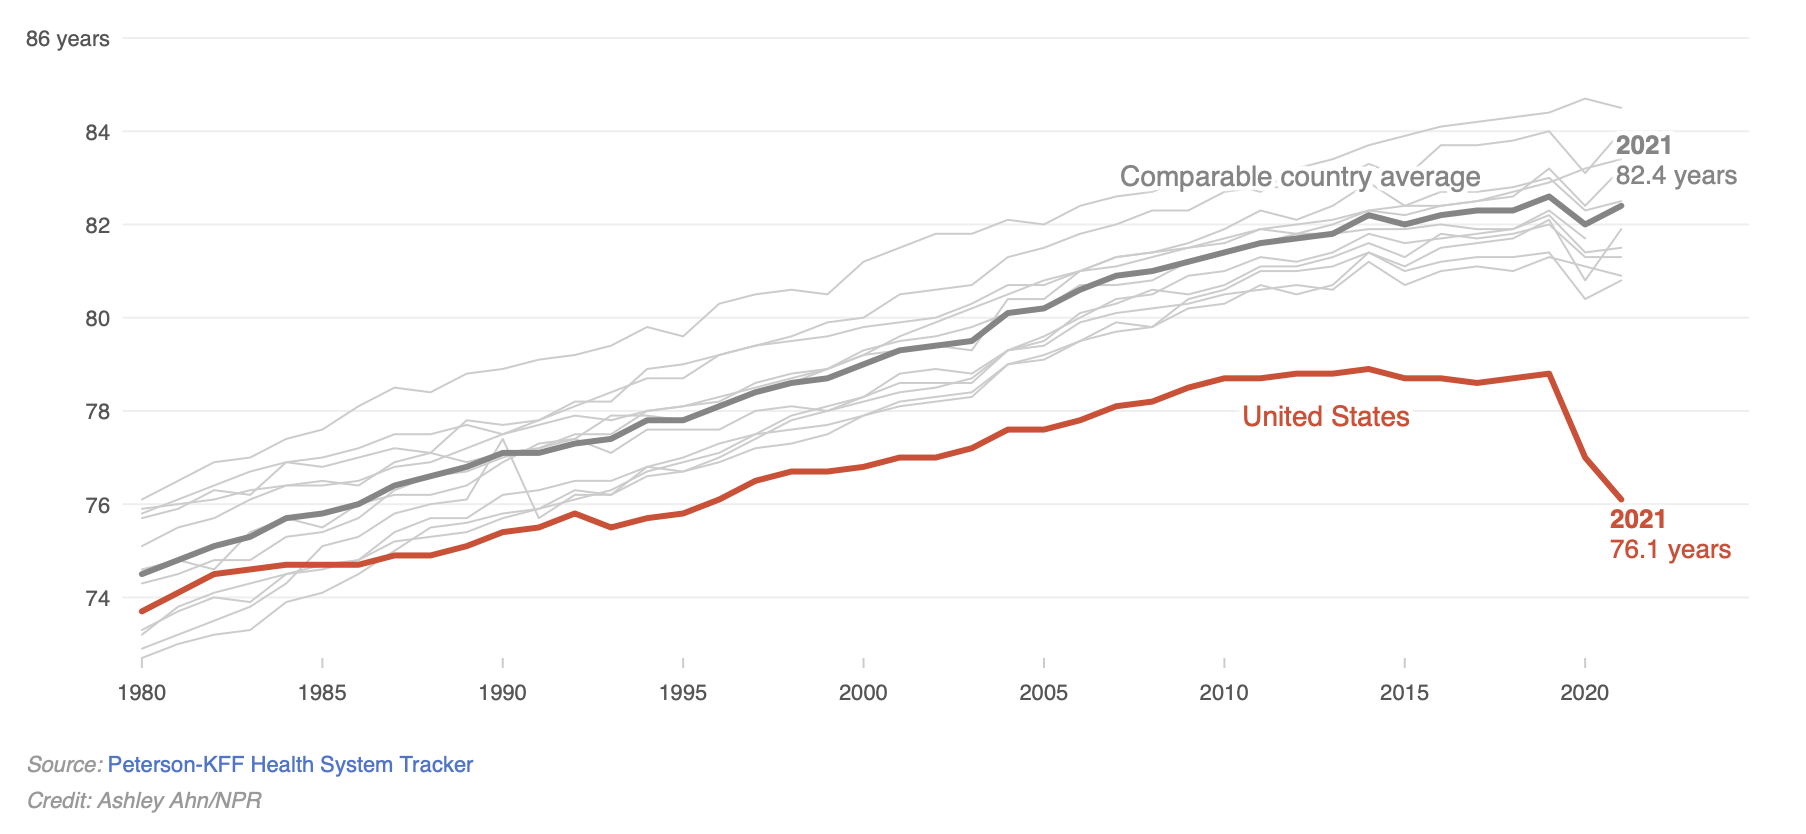 86 years
84
2021
Comparable country average
82.4 years
82
80
78
United States
76
2021
76.1 years
74
1980 1985 1990 1995 2000 2005 2010 2015 2020
Source: Peterson-KFF Health System Tracker
Credit: Ashley Ahn/NPR